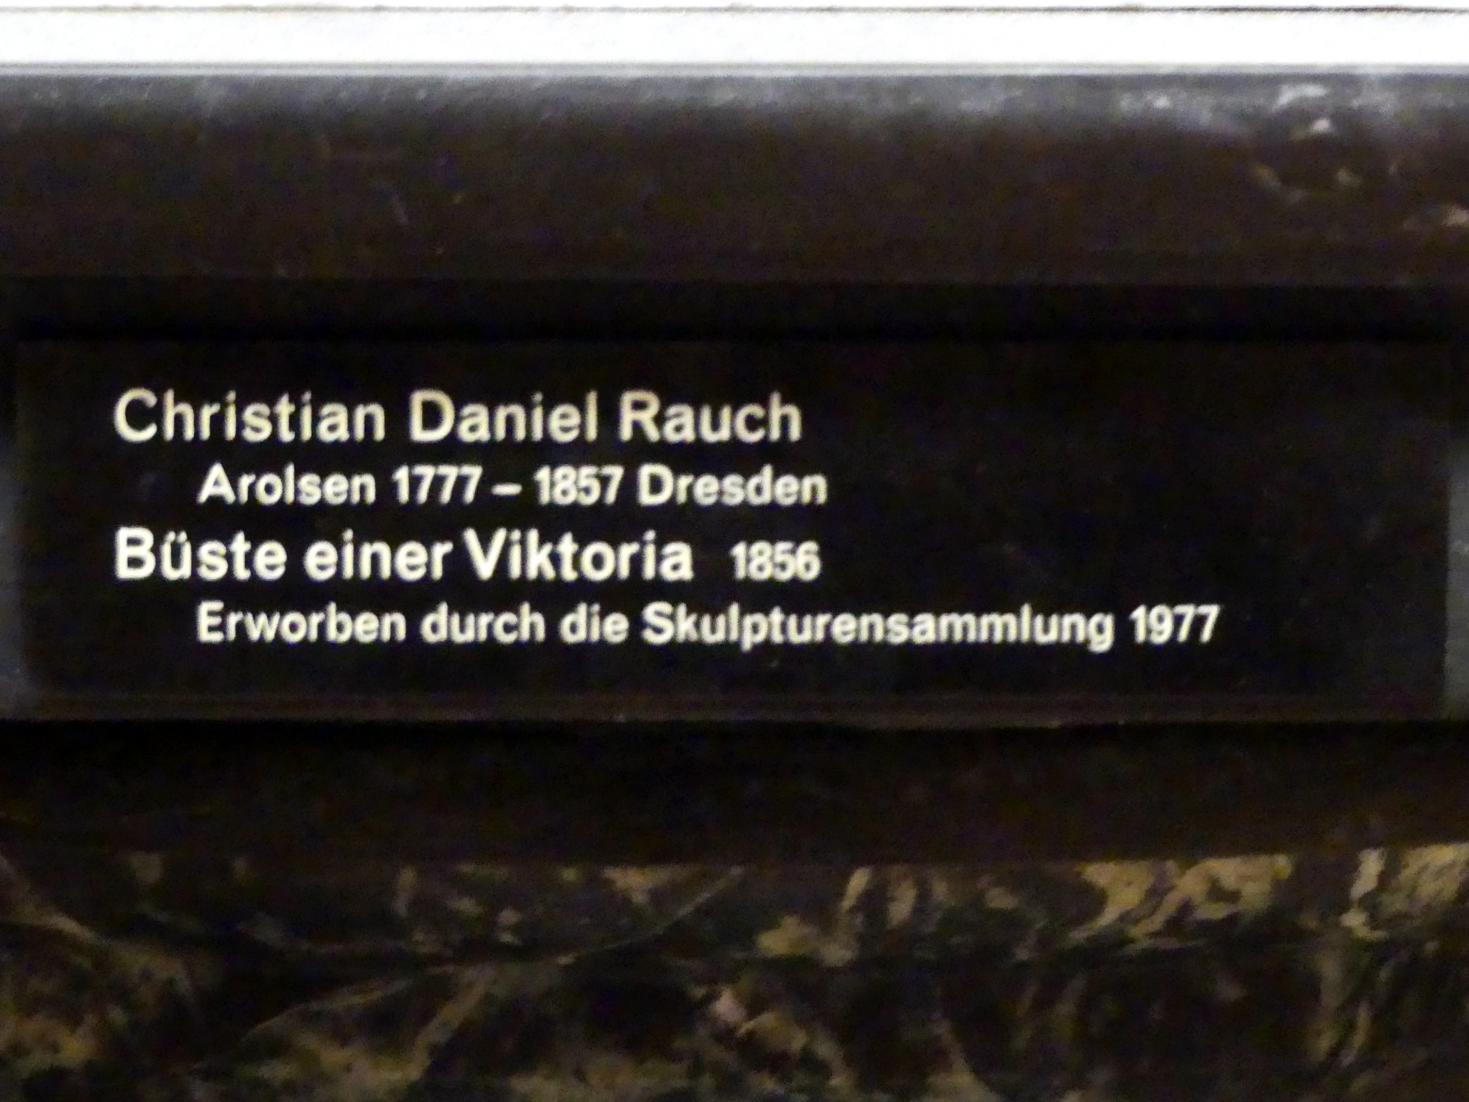 Christian Daniel Rauch
Arolsen 1777 – 1857 Dresden
Büste einer Viktoria 1856
Erworben durch die Skulpturensammlung 1977